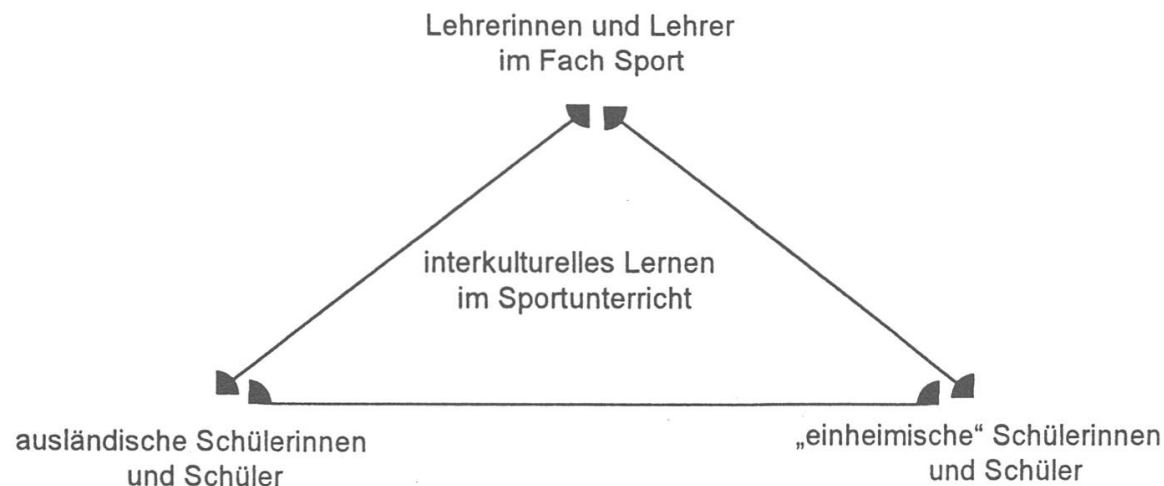 Lehrerinnen und Lehrer
im Fach Sport
interkulturelles Lernen
im Sportunterricht
ausländische Schülerinnen
und Schüler
„einheimische“ Schülerinnen
und Schüler